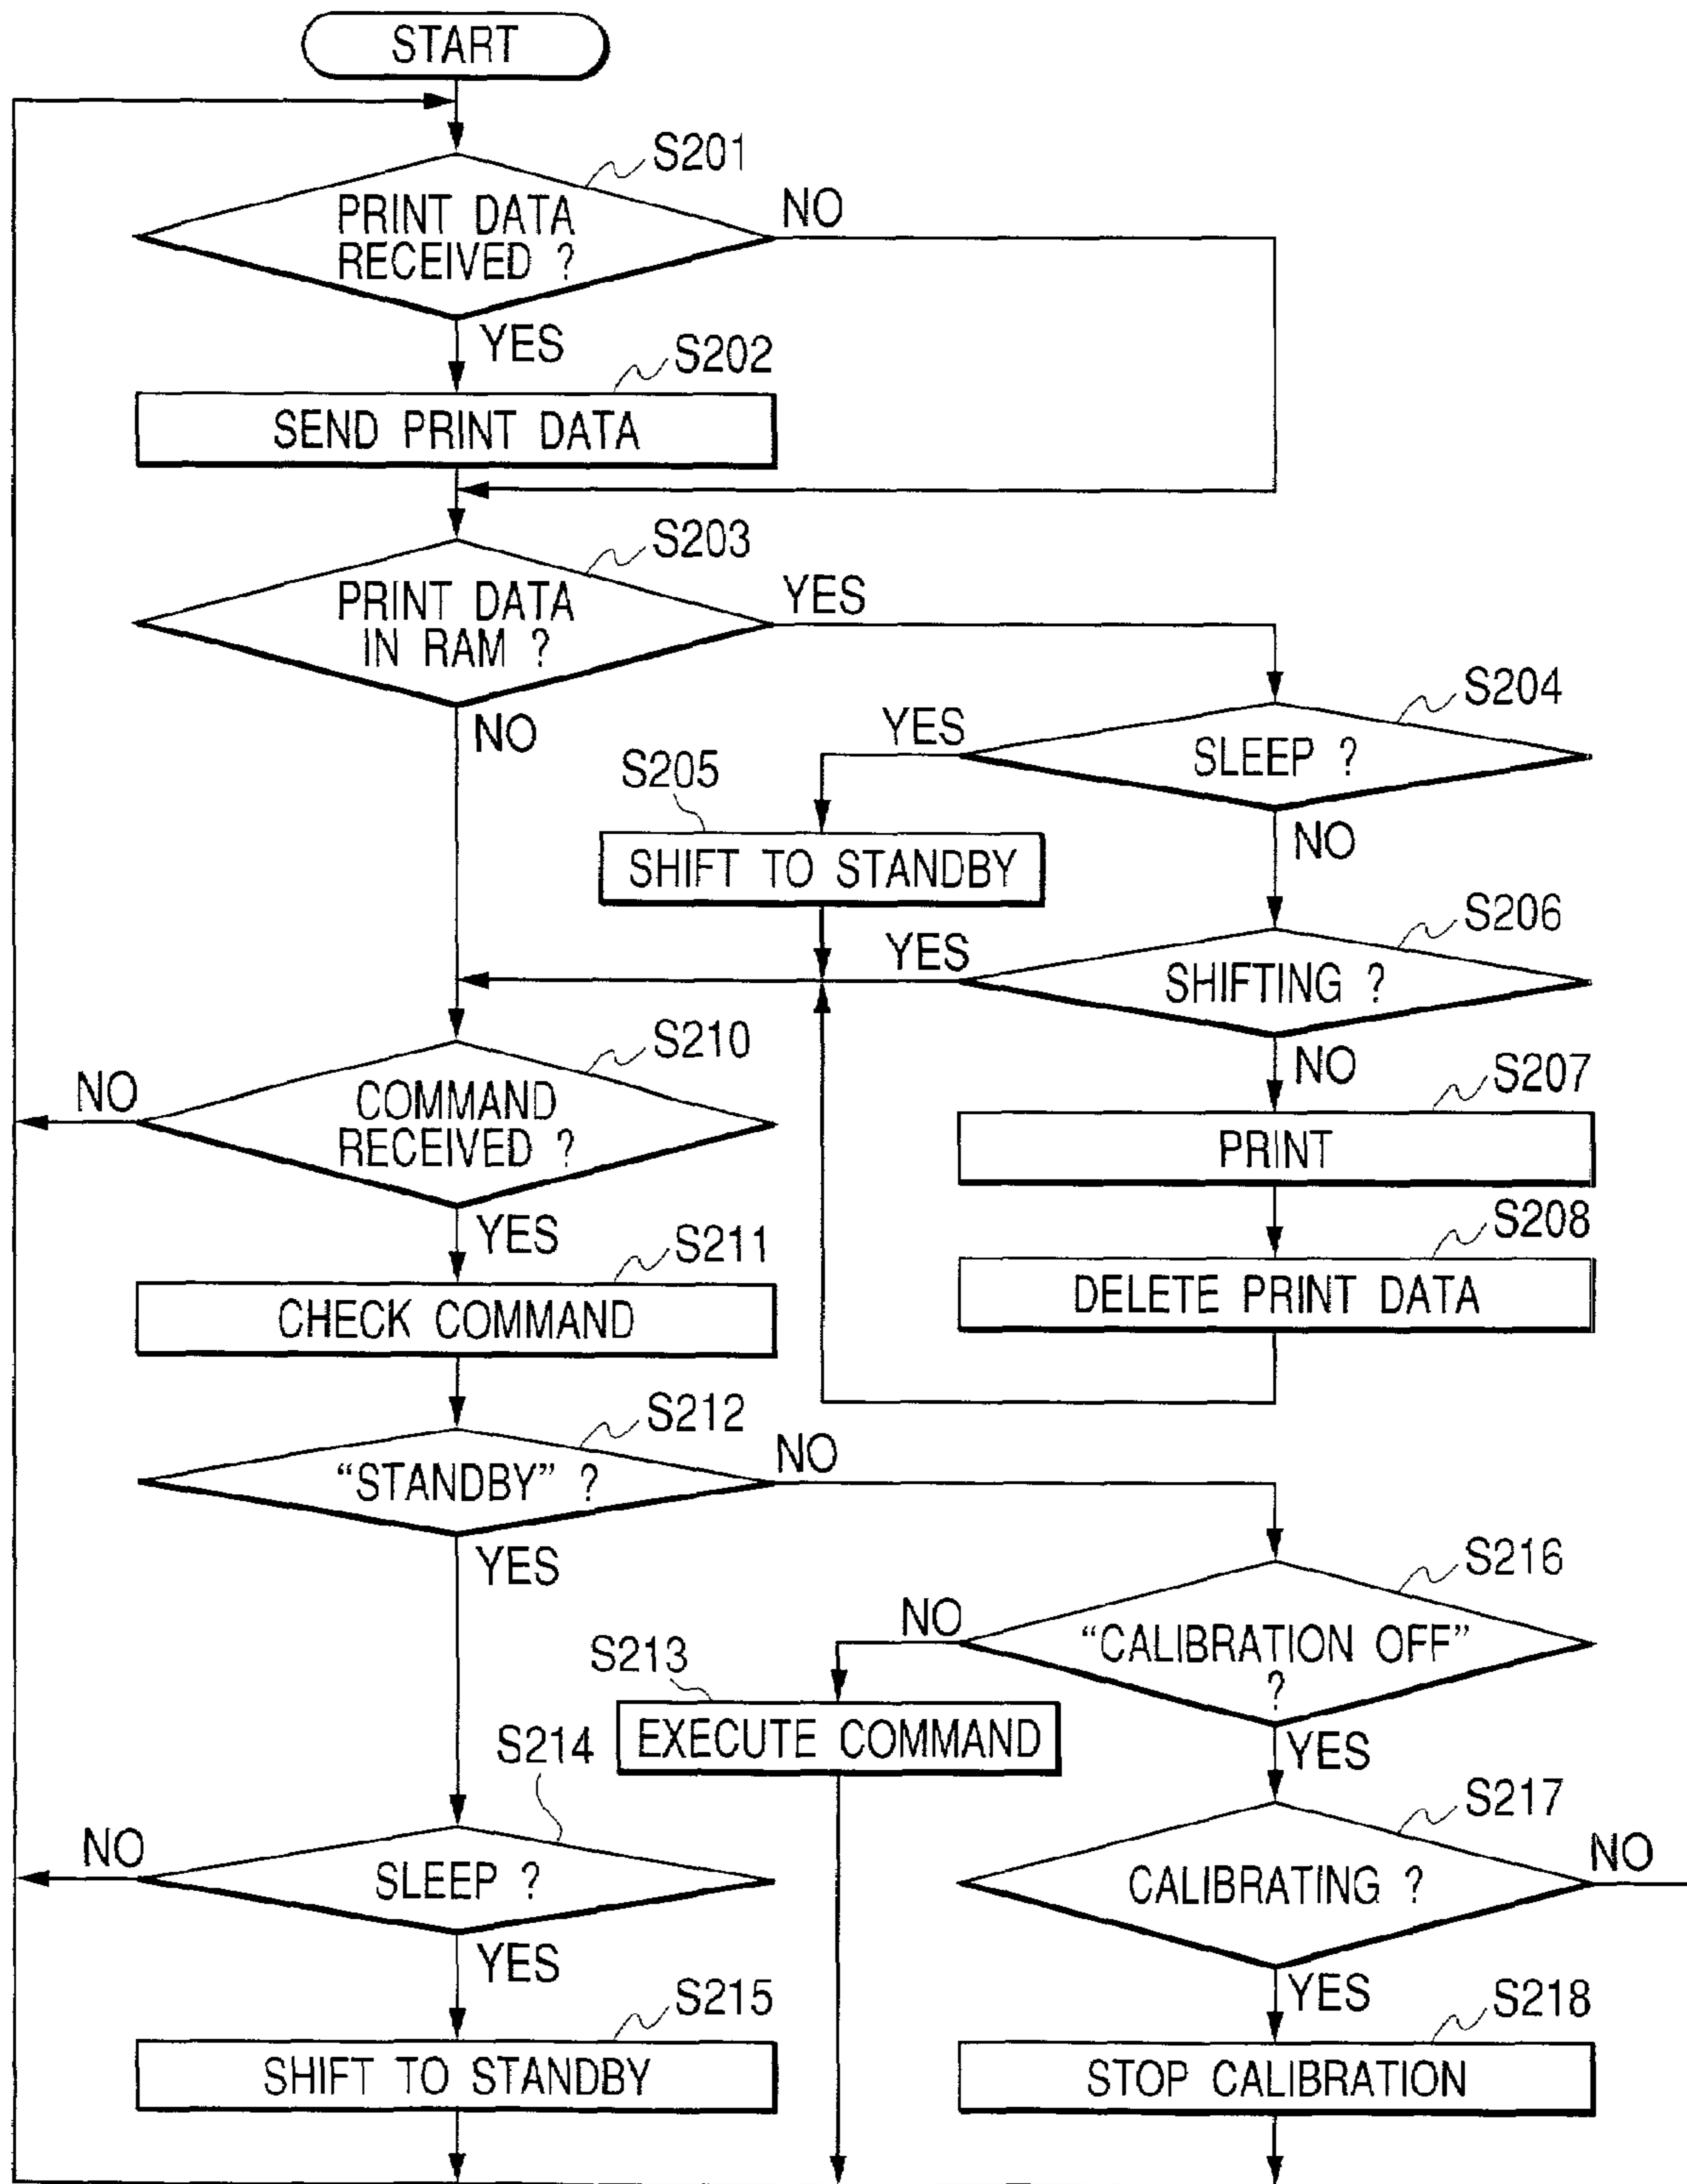 START
S201
PRINT DATA
RECEIVED ?
NO
YES
S202
SEND PRINT DATA
S203
PRINT DATA
IN RAM ?
YES
NO
S204
SLEEP ?
YES
NO
S205
SHIFT TO STANDBY
S206
SHIFTING ?
YES
NO
S207
PRINT
S208
DELETE PRINT DATA
S210
COMMAND
RECEIVED ?
NO
YES
S211
CHECK COMMAND
S212
“STANDBY” ?
NO
YES
S216
“CALIBRATION OFF”
?
NO
YES
S213
EXECUTE COMMAND
S214
SLEEP ?
NO
YES
S217
CALIBRATING ?
NO
YES
S215
SHIFT TO STANDBY
S218
STOP CALIBRATION